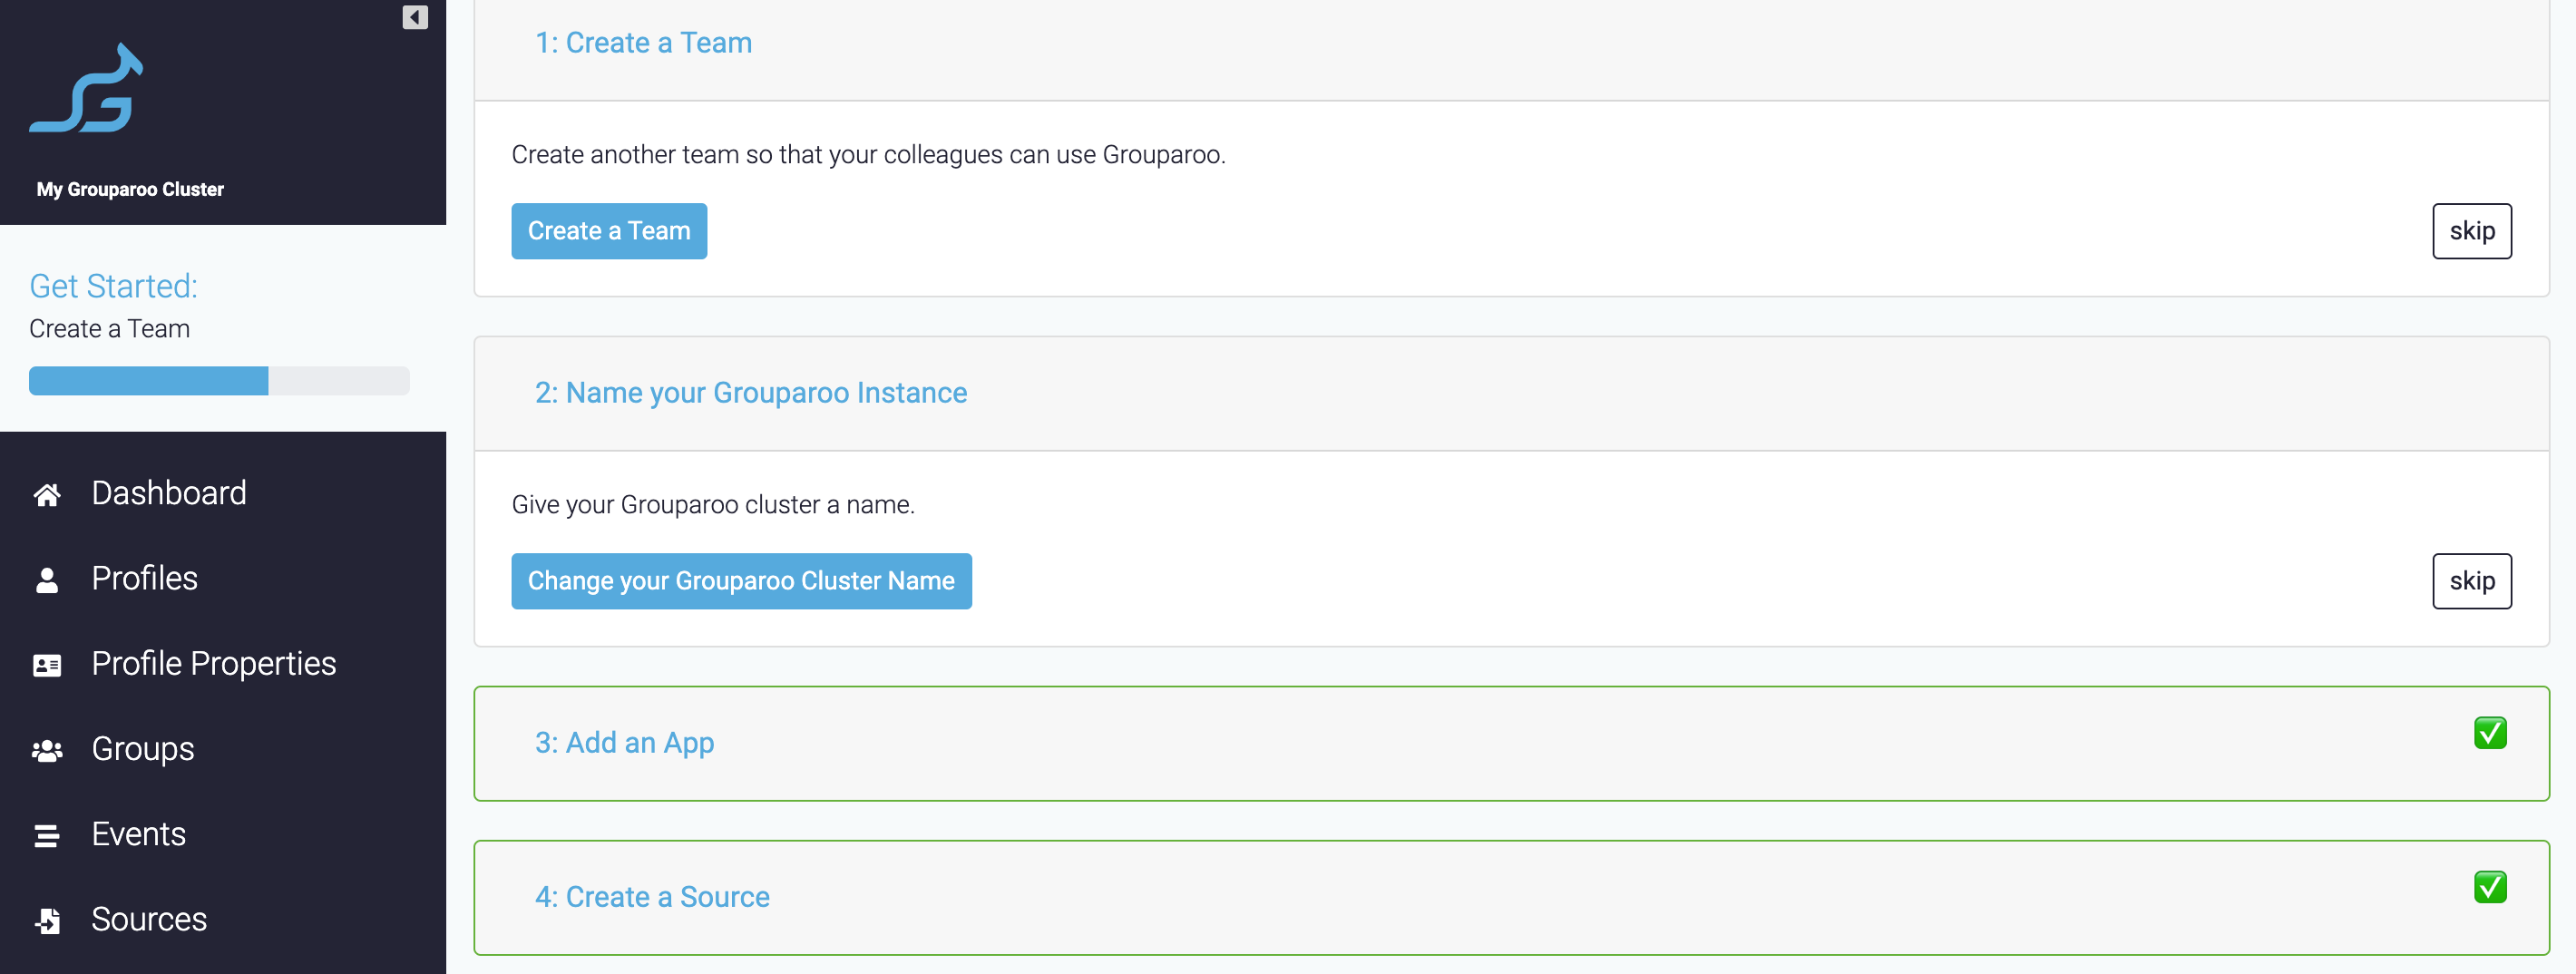 My Grouparoo Cluster
Get Started:
Create a Team
Dashboard
Profiles
Profile Properties
Groups
Events
Sources
1: Create a Team
Create another team so that your colleagues can use Grouparoo.
Create a Team
skip
2: Name your Grouparoo Instance
Give your Grouparoo cluster a name.
Change your Grouparoo Cluster Name
skip
3: Add an App
4: Create a Source